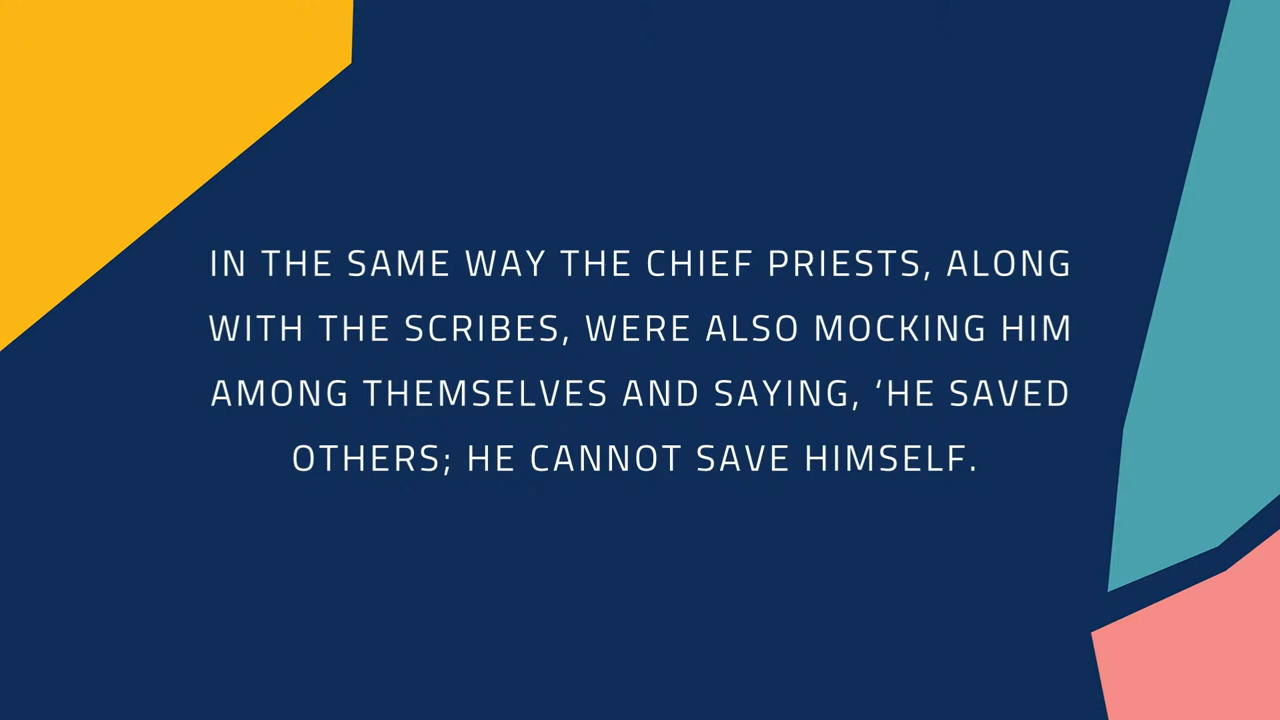 IN THE SAME WAY THE CHIEF PRIESTS, ALONG
WITH THE SCRIBES, WERE ALSO MOCKING HIM
AMONG THEMSELVES AND SAYING, ‘HE SAVED
OTHERS; HE CANNOT SAVE HIMSELF.